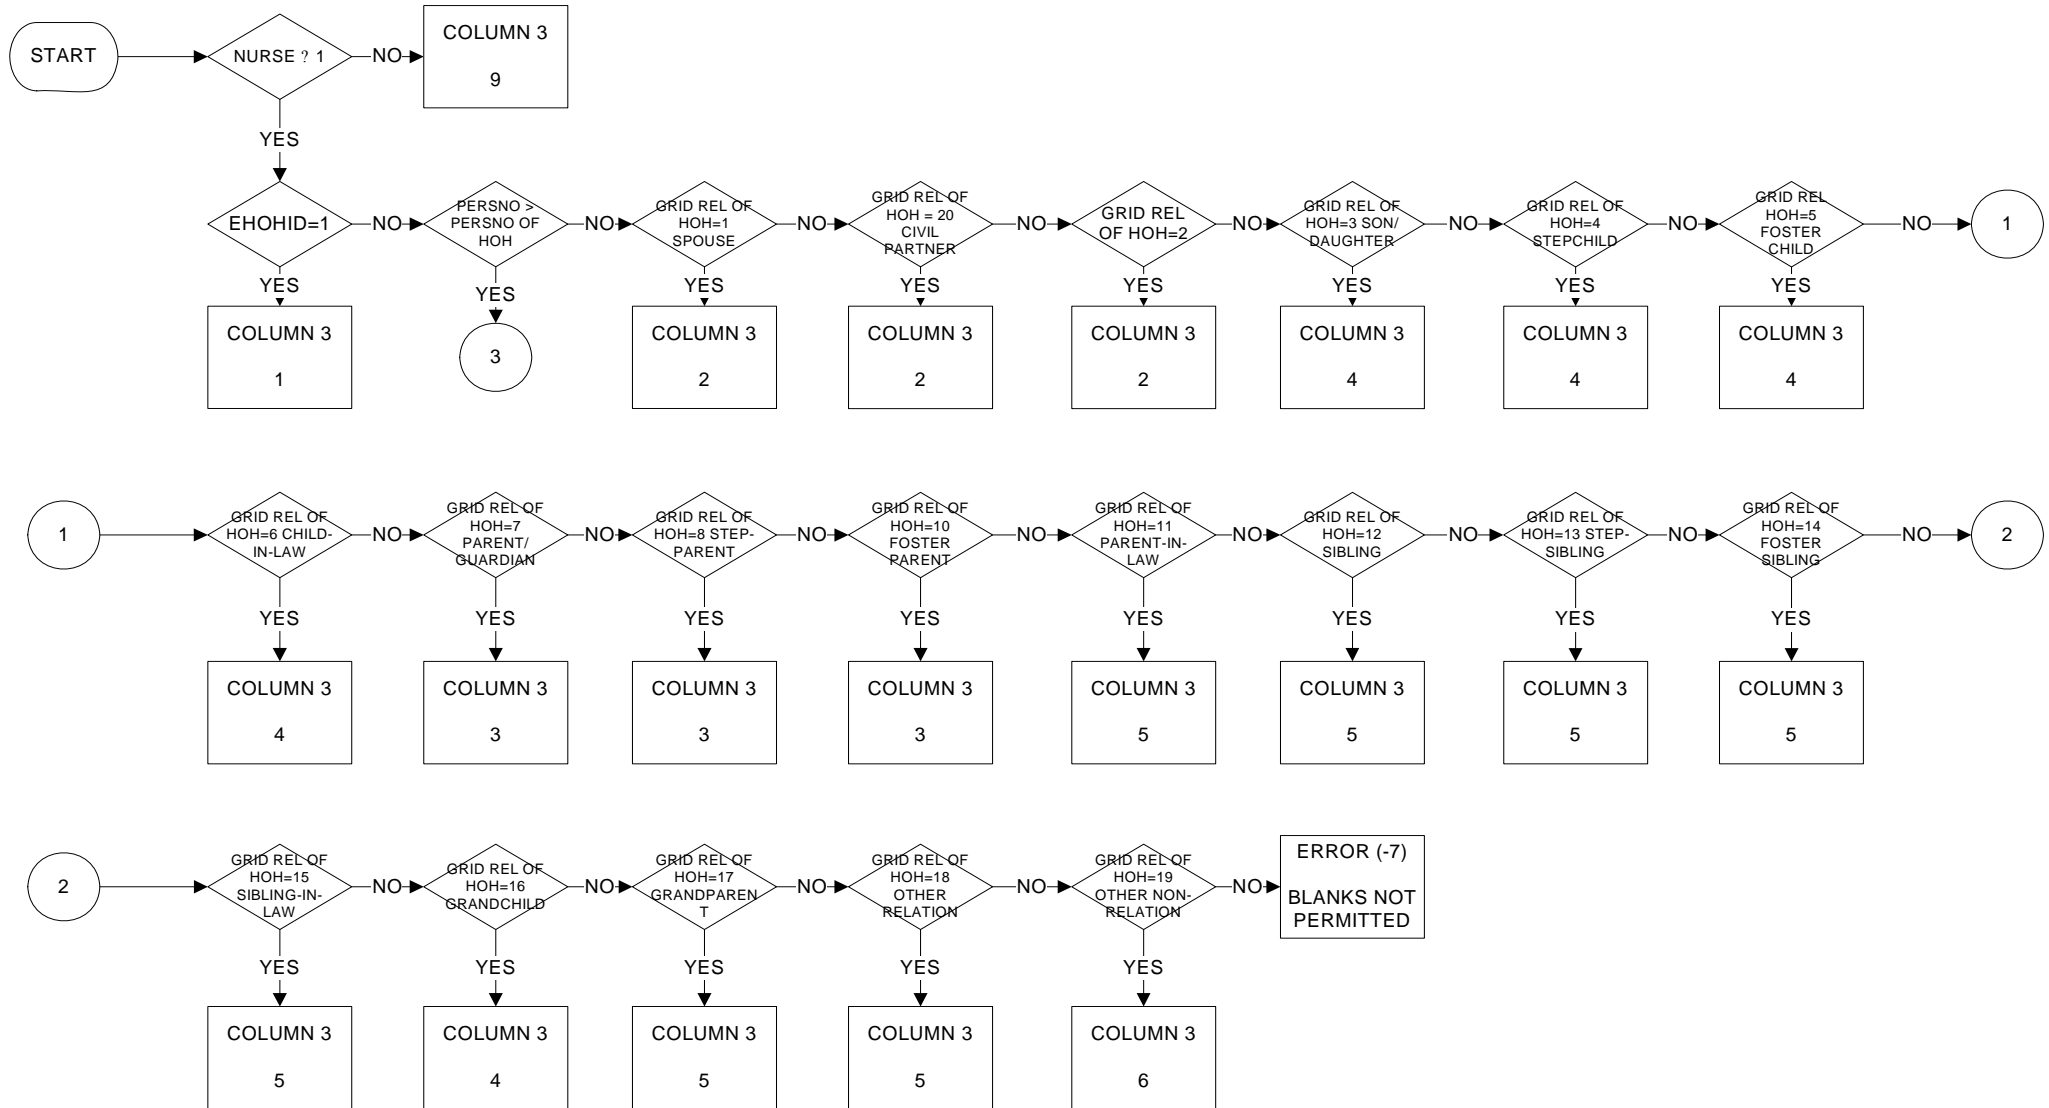 START
NURSE ? 1
NO
COLUMN 3
9
YES
EHOHID=1
NO
PERSNO >
PERSNO OF
HOH
NO
GRID REL OF
HOH=1
SPOUSE
NO
GRID REL OF
HOH = 20
CIVIL
PARTNER
NO
GRID REL
OF HOH=2
NO
GRID REL OF
HOH=3 SON/
DAUGHTER
NO
GRID REL OF
HOH=4
STEPCHILD
NO
GRID REL
HOH=5
FOSTER
CHILD
NO
1
YES
YES
YES
YES
YES
YES
YES
YES
COLUMN 3
1
3
COLUMN 3
2
COLUMN 3
2
COLUMN 3
2
COLUMN 3
4
COLUMN 3
4
COLUMN 3
4
1
GRID REL OF
HOH=6 CHILD-
IN-LAW
NO
GRID REL OF
HOH=7
PARENT/
GUARDIAN
NO
GRID REL OF
HOH=8 STEP-
PARENT
NO
GRID REL OF
HOH=10
FOSTER
PARENT
NO
GRID REL OF
HOH=11
PARENT-IN-
LAW
NO
GRID REL OF
HOH=12
SIBLING
NO
GRID REL OF
HOH=13 STEP-
SIBLING
NO
GRID REL OF
HOH=14
FOSTER
SIBLING
NO
2
YES
YES
YES
YES
YES
YES
YES
YES
COLUMN 3
4
COLUMN 3
3
COLUMN 3
3
COLUMN 3
3
COLUMN 3
5
COLUMN 3
5
COLUMN 3
5
COLUMN 3
5
2
GRID REL OF
HOH=15
SIBLING-IN-
LAW
NO
GRID REL OF
HOH=16
GRANDCHILD
NO
GRID REL OF
HOH=17
GRANDPAREN
T
NO
GRID REL OF
HOH=18
OTHER
RELATION
NO
GRID REL OF
HOH=19
OTHER NON-
RELATION
NO
ERROR (-7)
BLANKS NOT
PERMITTED
YES
YES
YES
YES
YES
COLUMN 3
5
COLUMN 3
4
COLUMN 3
5
COLUMN 3
5
COLUMN 3
6